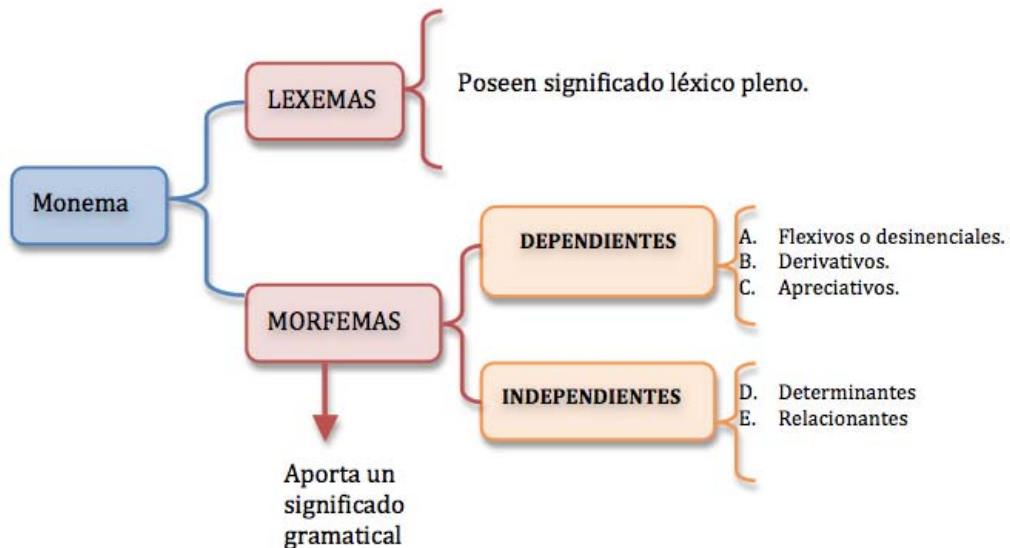 Monema
LEXEMAS
Poseen significado léxico pleno.
MORFEMAS
Aporta un
significado
gramatical
DEPENDIENTES
A. Flexivos o desinenciales.
B. Derivativos.
C. Apreciativos.
INDEPENDIENTES
D. Determinantes
E. Relacionantes